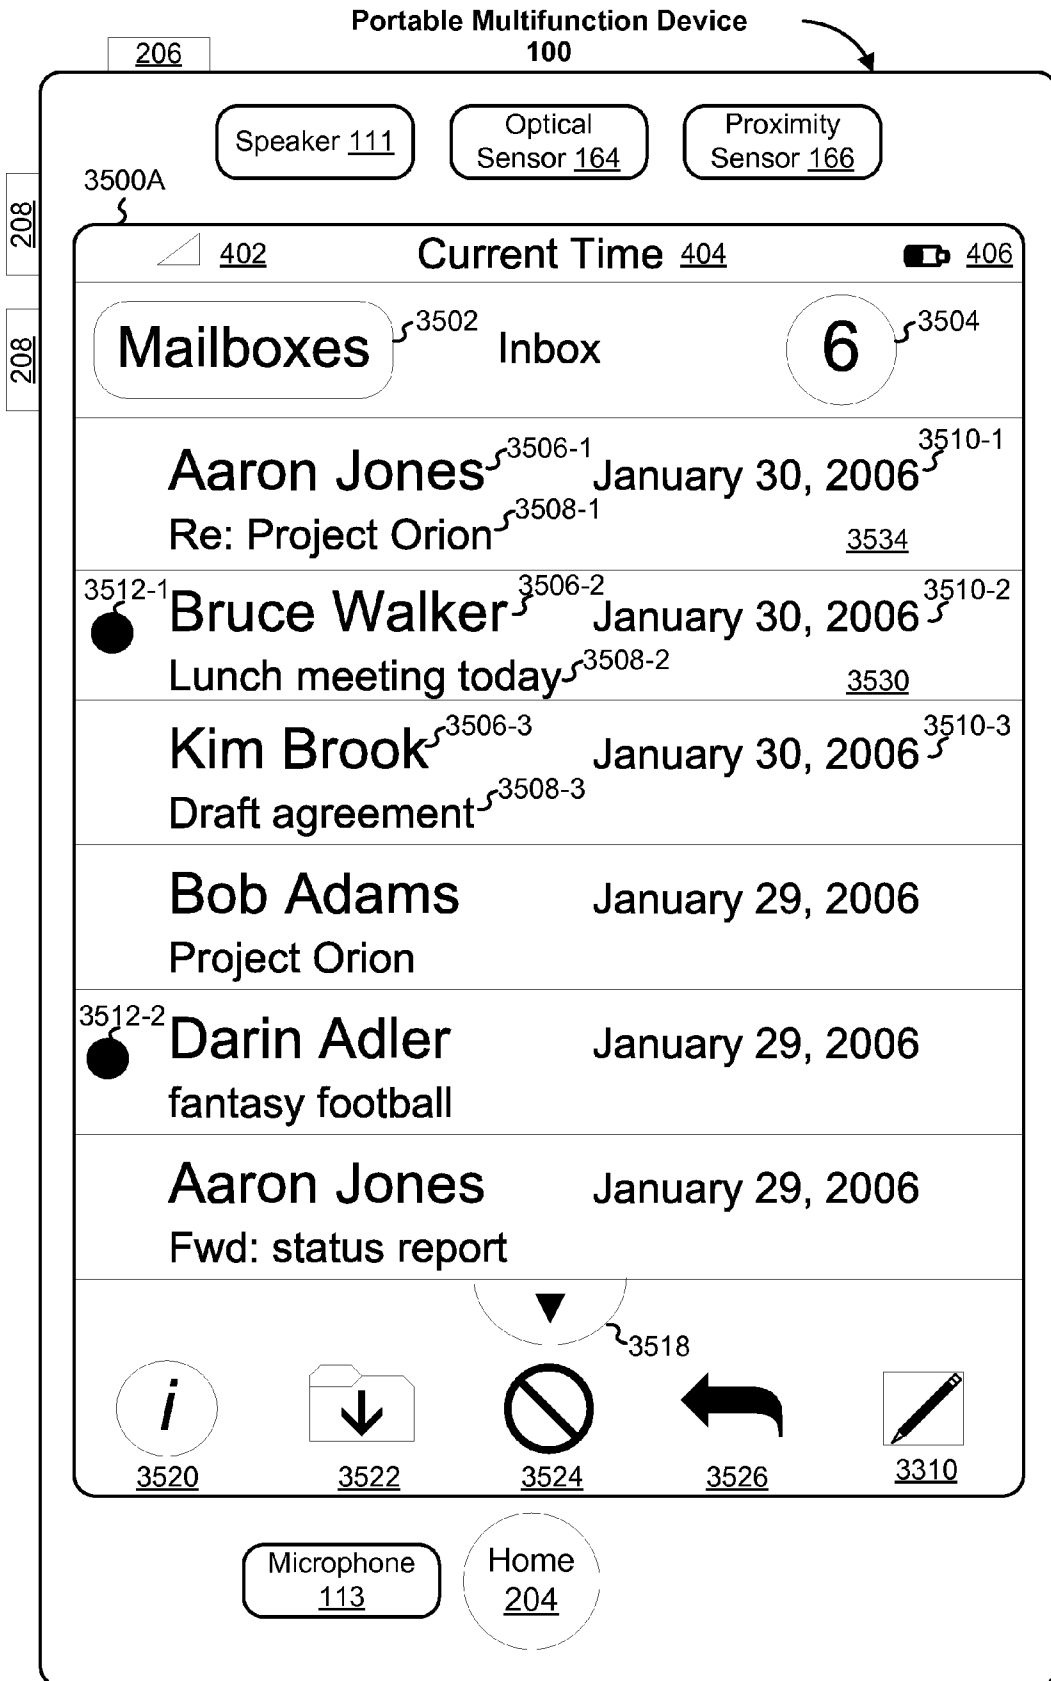 Portable Multifunction Device
100
206
Speaker 111
Optical
Sensor 164
Proximity
Sensor 166
3500A
208
208
402
Current Time 404
406
Mailboxes
3502
Inbox
6
3504
Aaron Jones
3506-1
January 30, 2006
3510-1
Re: Project Orion
3508-1
3534
3512-1
Bruce Walker
3506-2
January 30, 2006
3510-2
Lunch meeting today
3508-2
3530
Kim Brook
3506-3
January 30, 2006
3510-3
Draft agreement
3508-3
Bob Adams
January 29, 2006
Project Orion
3512-2
Darin Adler
January 29, 2006
fantasy football
Aaron Jones
January 29, 2006
Fwd: status report
3518
i
3520
3522
3524
3526
3310
Microphone
113
Home
204